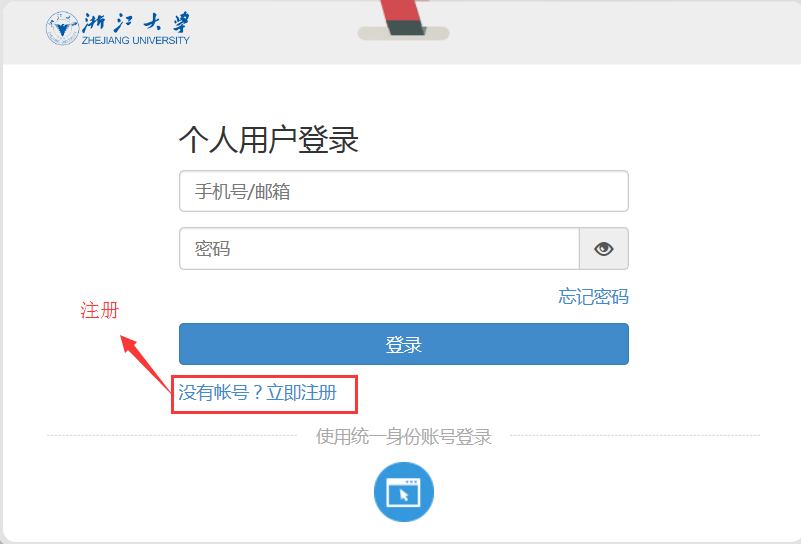 浙江大学
ZHEJIANG UNIVERSITY
个人用户登录
手机号/邮箱
密码
忘记密码
注册
登录
没有帐号？立即注册
使用统一身份账号登录